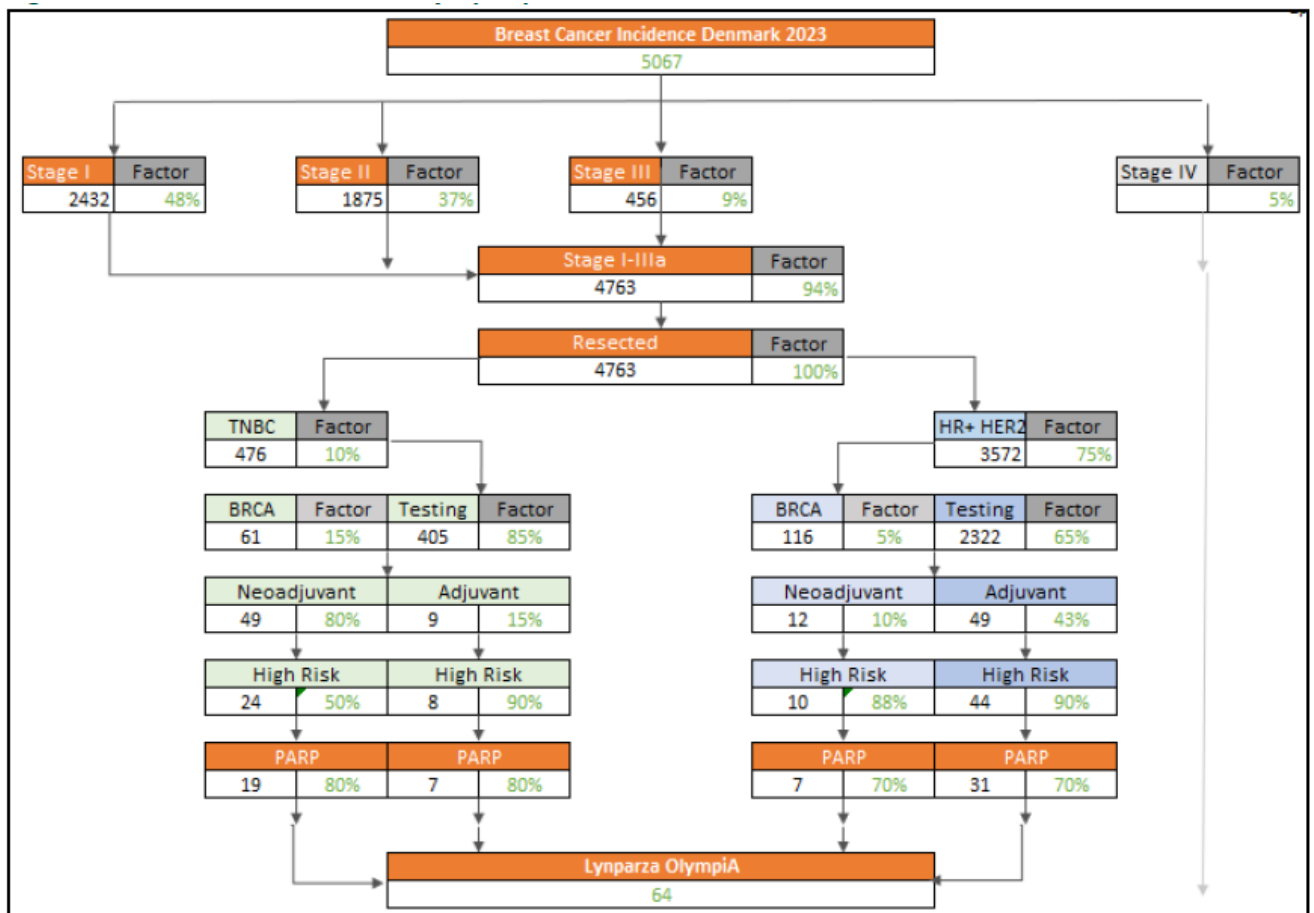 Breast Cancer Incidence Denmark 2023
5067
Stage I Factor Stage II Factor Stage III Factor Stage IV Factor
2432 48% 1875 37% 456 9% 5%
Stage I-IIIa Factor
4763 94%
Resected Factor
4763 100%
TNBC Factor HR+ HER2 Factor
476 10% 3572 75%
BRCA Factor Testing Factor BRCA Factor Testing Factor
61 15% 405 85% 116 5% 2322 65%
Neoadjuvant Adjuvant Neoadjuvant Adjuvant
49 80% 9 15% 12 10% 49 43%
High Risk High Risk High Risk High Risk
24 50% 8 90% 10 88% 44 90%
PARP PARP PARP PARP
19 80% 7 80% 7 70% 31 70%
Lynparza OlympiA
64